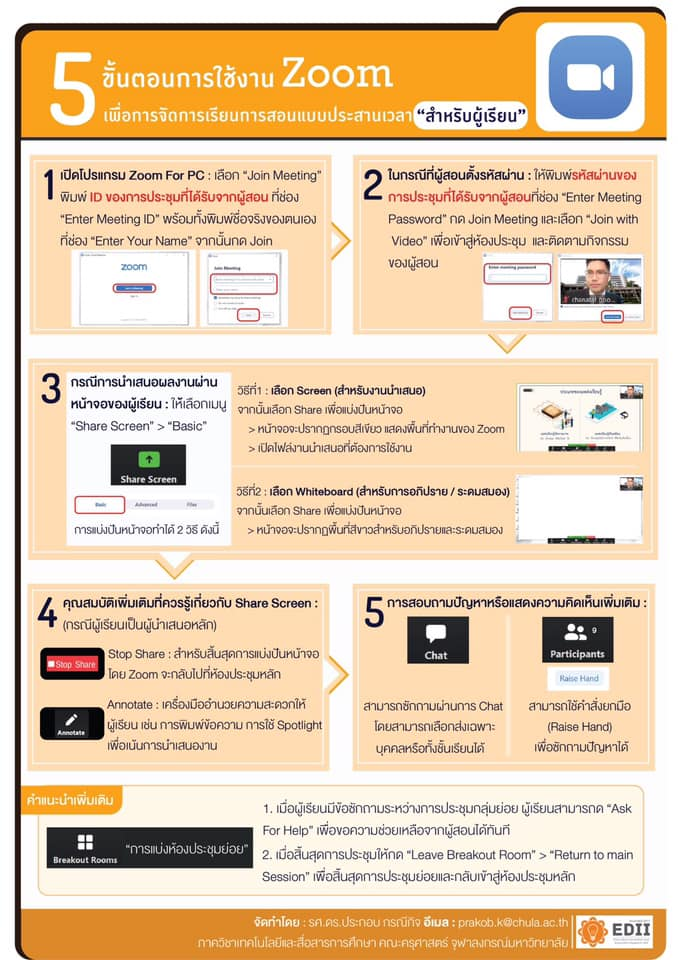 5 ขั้นตอนการใช้งาน Zoom
เพื่อการจัดการเรียนการสอนแบบประสานเวลา “สำหรับผู้เรียน”
1 เปิดโปรแกรม Zoom For PC : เลือก “Join Meeting”
พิมพ์ ID ของการประชุมที่ได้รับจากผู้สอน ที่ช่อง
“Enter Meeting ID” พร้อมทั้งพิมพ์ชื่อจริงของตนเอง
ที่ช่อง “Enter Your Name” จากนั้นกด Join
zoom
Join a Meeting
Sign In
Join Meeting
2 ในกรณีที่ผู้สอนตั้งรหัสผ่าน : ให้พิมพ์รหัสผ่านของ
การประชุมที่ได้รับจากผู้สอนที่ช่อง “Enter Meeting
Password” กด Join Meeting และเลือก “Join with
Video” เพื่อเข้าสู่ห้องประชุม และติดตามกิจกรรม
ของผู้สอน
Enter meeting password
3 กรณีการนำเสนอผลงานผ่าน
หน้าจอของผู้เรียน : ให้เลือกเมนู
“Share Screen” > “Basic”
Share Screen
Basic Advanced Files
การแบ่งปันหน้าจอทำได้ 2 วิธี ดังนี้
วิธีที่1 : เลือก Screen (สำหรับงานนำเสนอ)
จากนั้นเลือก Share เพื่อแบ่งปันหน้าจอ
> หน้าจอจะปรากฏกรอบสีเขียว แสดงพื้นที่ทำงานของ Zoom
> เปิดไฟล์งานนำเสนอที่ต้องการใช้งาน
วิธีที่2 : เลือก Whiteboard (สำหรับการอภิปราย / ระดมสมอง)
จากนั้นเลือก Share เพื่อแบ่งปันหน้าจอ
> หน้าจอจะปรากฏพื้นที่สีขาวสำหรับอภิปรายและระดมสมอง
4 คุณสมบัติเพิ่มเติมที่ควรรู้เกี่ยวกับ Share Screen :
(กรณีผู้เรียนเป็นผู้นำเสนอหลัก)
Stop Share
Stop Share : สำหรับสิ้นสุดการแบ่งปันหน้าจอ
โดย Zoom จะกลับไปที่ห้องประชุมหลัก
Annotate
Annotate : เครื่องมืออำนวยความสะดวกให้
ผู้เรียน เช่น การพิมพ์ข้อความ การใช้ Spotlight
เพื่อเน้นการนำเสนองาน
5 การสอบถามปัญหาหรือแสดงความคิดเห็นเพิ่มเติม :
Chat
สามารถซักถามผ่านการ Chat
โดยสามารถเลือกส่งเฉพาะ
บุคคลหรือทั้งชั้นเรียนได้
9
Participants
Raise Hand
สามารถใช้คำสั่งยกมือ
(Raise Hand)
เพื่อซักถามปัญหาได้
คำแนะนำเพิ่มเติม
Breakout Rooms “การแบ่งห้องประชุมย่อย”
1. เมื่อผู้เรียนมีข้อซักถามระหว่างการประชุมกลุ่มย่อย ผู้เรียนสามารถกด “Ask
For Help” เพื่อขอความช่วยเหลือจากผู้สอนได้ทันที
2. เมื่อสิ้นสุดการประชุมให้กด “Leave Breakout Room” > “Return to main
Session” เพื่อสิ้นสุดการประชุมย่อยและกลับเข้าสู่ห้องประชุมหลัก
จัดทำโดย : รศ.ดร.ประกอบ กรณีกิจ อีเมล : prakob.k@chula.ac.th
ภาควิชาเทคโนโลยีและสื่อสารการศึกษา คณะครุศาสตร์ จุฬาลงกรณ์มหาวิทยาลัย
EDII